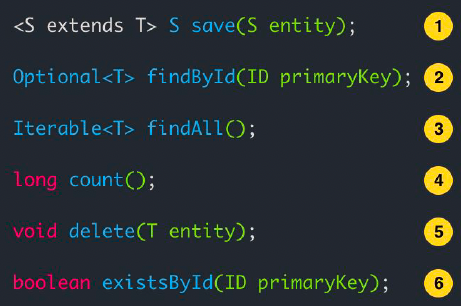 <S extends T> S save(S entity); 1
Optional<T> findById(ID primaryKey); 2
Iterable<T> findAll(); 3
long count(); 4
void delete(T entity); 5
boolean existsById(ID primaryKey); 6